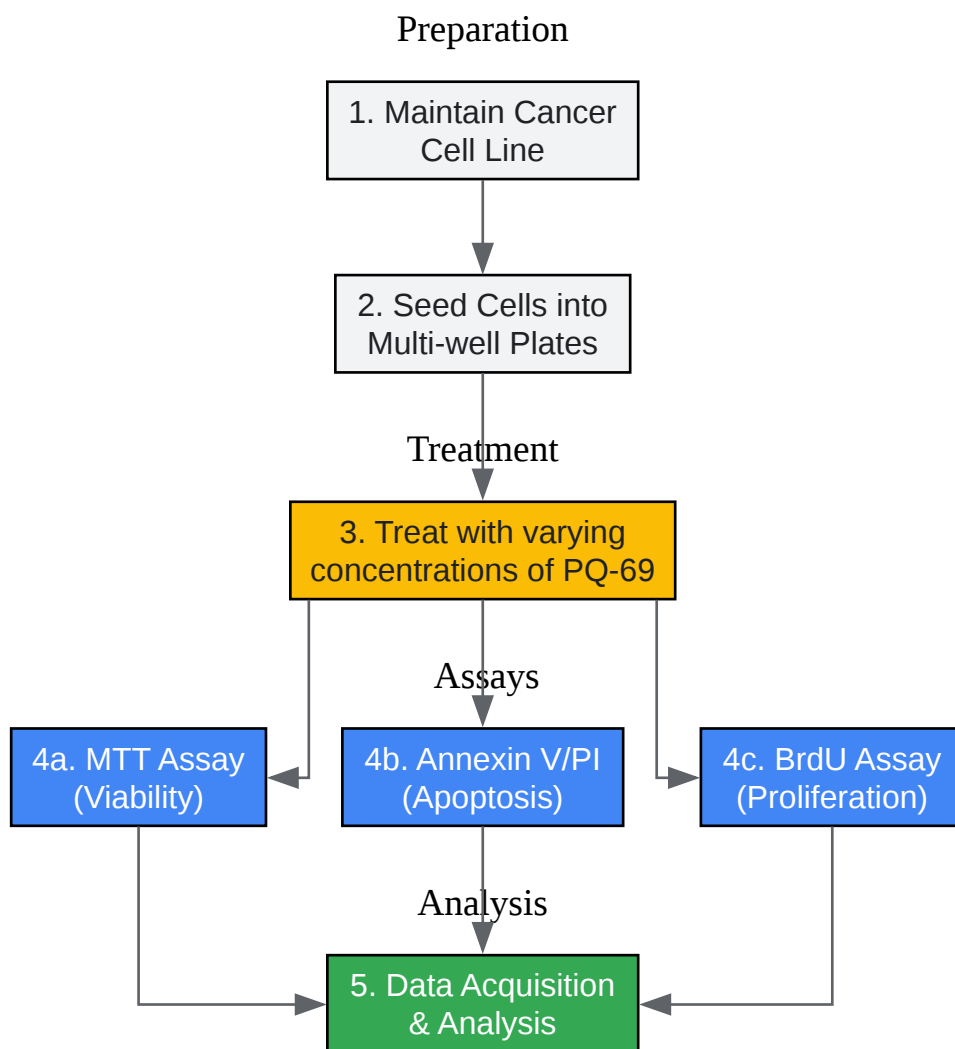 Preparation
1. Maintain Cancer
Cell Line
2. Seed Cells into
Multi-well Plates
Treatment
3. Treat with varying
concentrations of PQ-69
Assays
4a. MTT Assay
(Viability)
4b. Annexin V/PI
(Apoptosis)
4c. BrdU Assay
(Proliferation)
Analysis
5. Data Acquisition
& Analysis